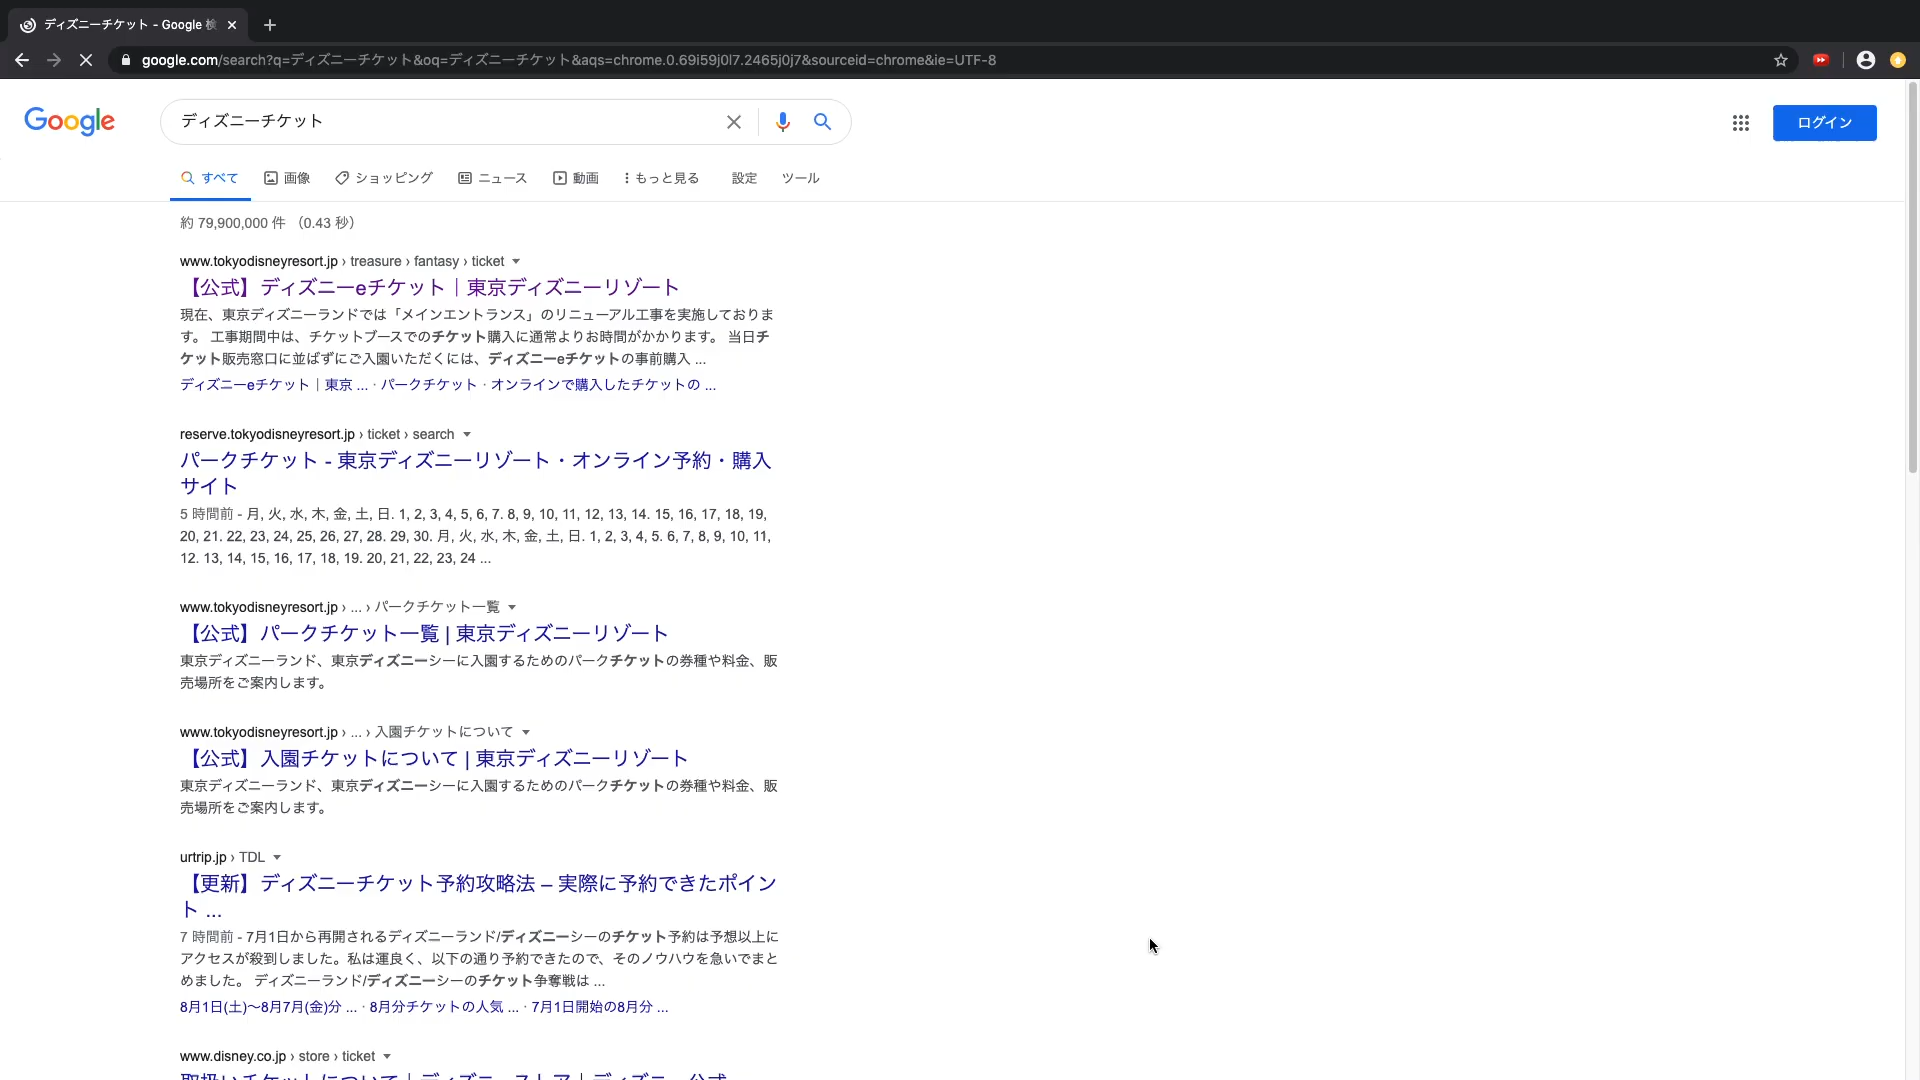 ディズニーチケット - Google 検
google.com/search?q=ディズニーチケット&oq=ディズニーチケット&aqs=chrome.0.69i59j0l7.2465j0j7&sourceid=chrome&ie=UTF-8
Google
ディズニーチケット
ログイン
すべて 画像 ショッピング ニュース 動画 もっと見る 設定 ツール
約 79,900,000 件 （0.43 秒）
www.tokyodisneyresort.jp › treasure › fantasy › ticket
【公式】ディズニーeチケット｜東京ディズニーリゾート
現在、東京ディズニーランドでは「メインエントランス」のリニューアル工事を実施しておりま
す。 工事期間中は、チケットブースでのチケット購入に通常よりお時間がかかります。 当日チ
ケット販売窓口に並ばずにご入園いただくには、ディズニーeチケットの事前購入 ...
ディズニーeチケット｜東京 ... · パークチケット · オンラインで購入したチケットの ...
reserve.tokyodisneyresort.jp › ticket › search
パークチケット - 東京ディズニーリゾート・オンライン予約・購入
サイト
5 時間前 - 月, 火, 水, 木, 金, 土, 日. 1, 2, 3, 4, 5, 6, 7. 8, 9, 10, 11, 12, 13, 14. 15, 16, 17, 18, 19,
20, 21. 22, 23, 24, 25, 26, 27, 28. 29, 30. 月, 火, 水, 木, 金, 土, 日. 1, 2, 3, 4, 5. 6, 7, 8, 9, 10, 11,
12. 13, 14, 15, 16, 17, 18, 19. 20, 21, 22, 23, 24 ...
www.tokyodisneyresort.jp › ... › パークチケット一覧
【公式】パークチケット一覧 | 東京ディズニーリゾート
東京ディズニーランド、東京ディズニーシーに入園するためのパークチケットの券種や料金、販
売場所をご案内します。
www.tokyodisneyresort.jp › ... › 入園チケットについて
【公式】入園チケットについて | 東京ディズニーリゾート
東京ディズニーランド、東京ディズニーシーに入園するためのパークチケットの券種や料金、販
売場所をご案内します。
urtrip.jp › TDL
【更新】ディズニーチケット予約攻略法 – 実際に予約できたポイン
ト ...
7 時間前 - 7月1日から再開されるディズニーランド/ディズニーシーのチケット予約は予想以上に
アクセスが殺到しました。私は運良く、以下の通り予約できたので、そのノウハウを急いでまと
めました。 ディズニーランド/ディズニーシーのチケット争奪戦は ...
8月1日(土)〜8月7日(金)分 ... · 8月分チケットの人気 ... · 7月1日開始の8月分 ...
www.disney.co.jp › store › ticket
取扱いチケットについて｜ディズニーストア｜ディズニー公式